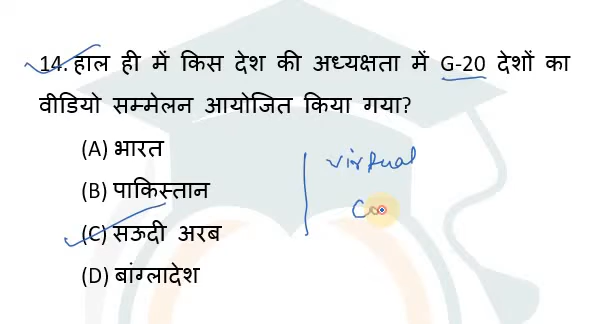 14. हाल ही में किस देश की अध्यक्षता में G-20 देशों का
वीडियो सम्मेलन आयोजित किया गया?
(A) भारत
(B) पाकिस्तान
(C) सऊदी अरब
(D) बांग्लादेश
virtual